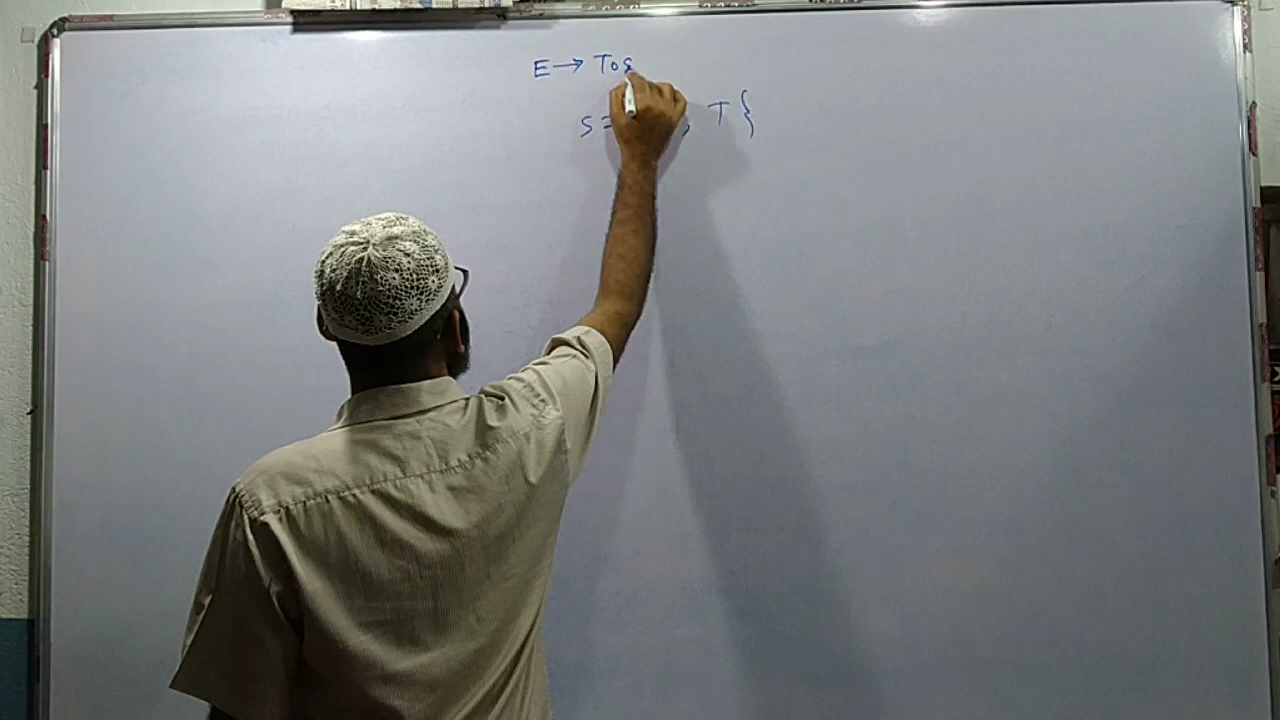 E → Tos
S = , T }